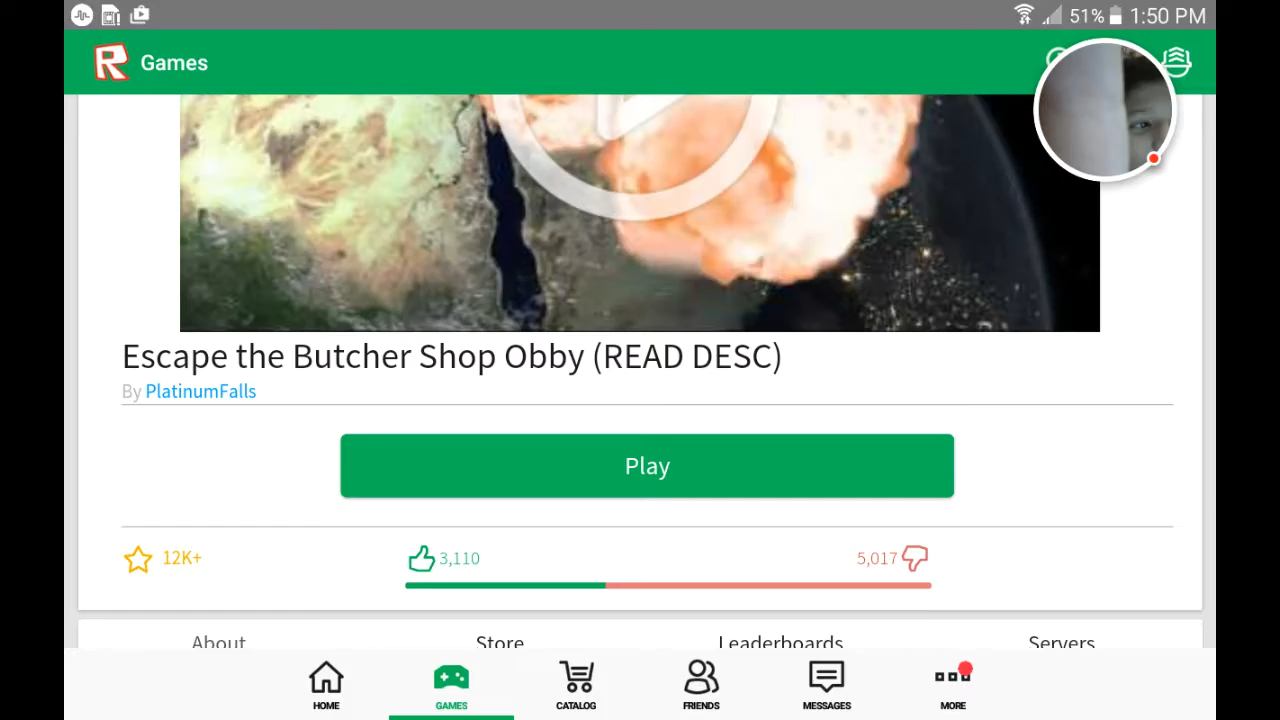 51% 1:50 PM
R Games
Escape the Butcher Shop Obby (READ DESC)
By PlatinumFalls
Play
12K+ 3,110 5,017
About Store Leaderboards Servers
HOME GAMES CATALOG FRIENDS MESSAGES MORE